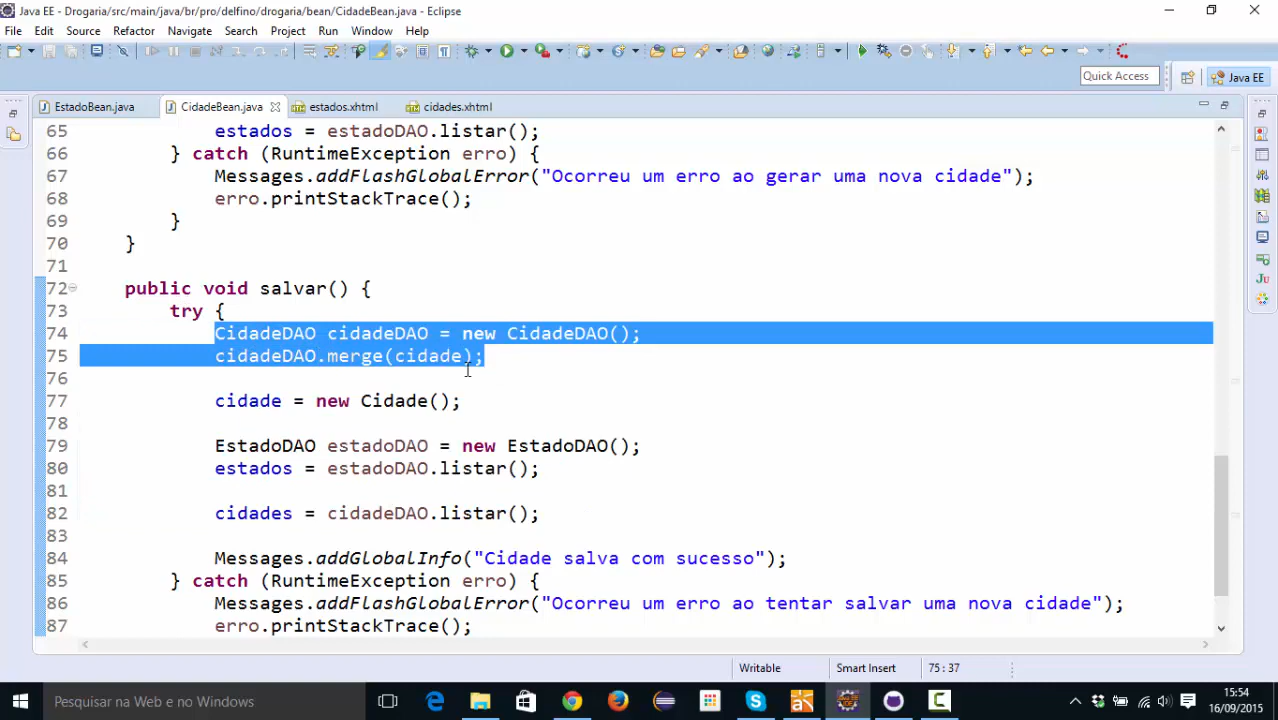 Java EE - Drogaria/src/main/java/br/pro/delfino/drogaria/bean/CidadeBean.java - Eclipse
File Edit Source Refactor Navigate Search Project Run Window Help
Quick Access
Java EE
EstadoBean.java CidadeBean.java estados.xhtml cidades.xhtml
65 estados = estadoDAO.listar();
66 } catch (RuntimeException erro) {
67 Messages.addFlashGlobalError("Ocorreu um erro ao gerar uma nova cidade");
68 erro.printStackTrace();
69 }
70 }
71
72 public void salvar() {
73 try {
74 CidadeDAO cidadeDAO = new CidadeDAO();
75 cidadeDAO.merge(cidade);
76
77 cidade = new Cidade();
78
79 EstadoDAO estadoDAO = new EstadoDAO();
80 estados = estadoDAO.listar();
81
82 cidades = cidadeDAO.listar();
83
84 Messages.addGlobalInfo("Cidade salva com sucesso");
85 } catch (RuntimeException erro) {
86 Messages.addFlashGlobalError("Ocorreu um erro ao tentar salvar uma nova cidade");
87 erro.printStackTrace();
Writable Smart Insert 75 : 37
Pesquisar na Web e no Windows
15:54
16/09/2015